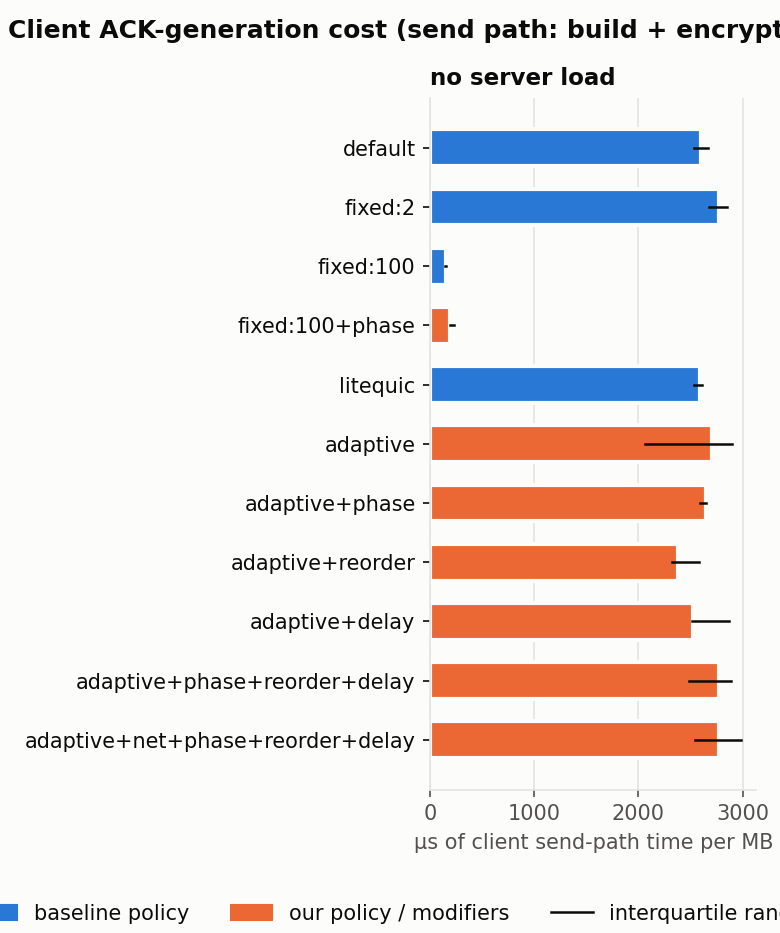 Client ACK-generation cost (send path: build + encrypt
no server load
default
fixed:2
fixed:100
fixed:100+phase
litequic
adaptive
adaptive+phase
adaptive+reorder
adaptive+delay
adaptive+phase+reorder+delay
adaptive+net+phase+reorder+delay
0 1000 2000 3000
µs of client send-path time per MB
baseline policy our policy / modifiers interquartile ran